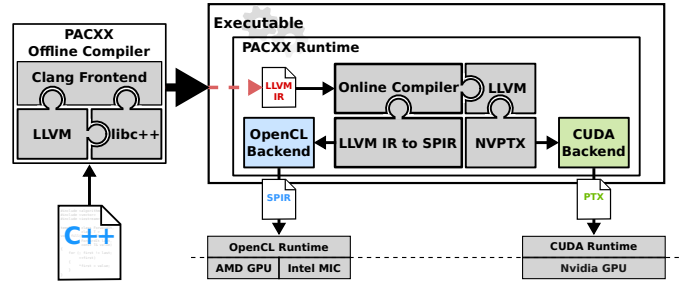 PACXX
Offline Compiler
Clang Frontend
LLVM
libc++
C++
Executable
PACXX Runtime
LLVM
IR
Online Compiler
LLVM
OpenCL
Backend
LLVM IR to SPIR
NVPTX
CUDA
Backend
SPIR
PTX
OpenCL Runtime
AMD GPU
Intel MIC
CUDA Runtime
Nvidia GPU